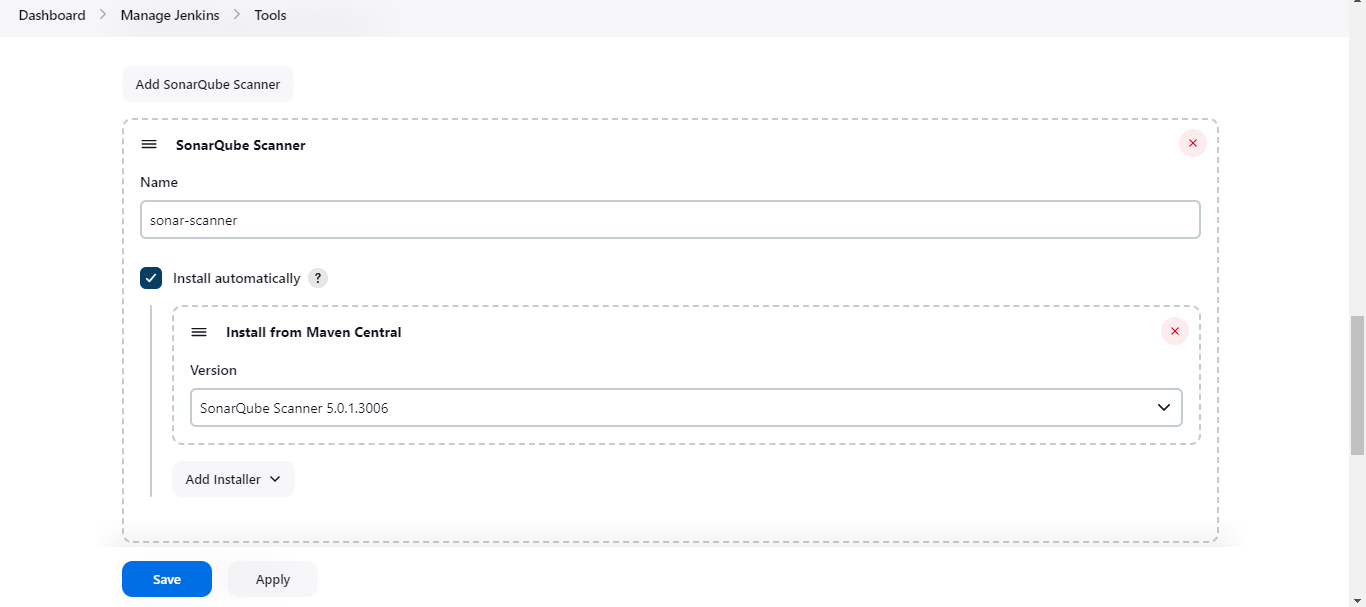 Dashboard > Manage Jenkins > Tools
Add SonarQube Scanner
SonarQube Scanner
Name
sonar-scanner
Install automatically ?
Install from Maven Central
Version
SonarQube Scanner 5.0.1.3006
Add Installer
Save Apply